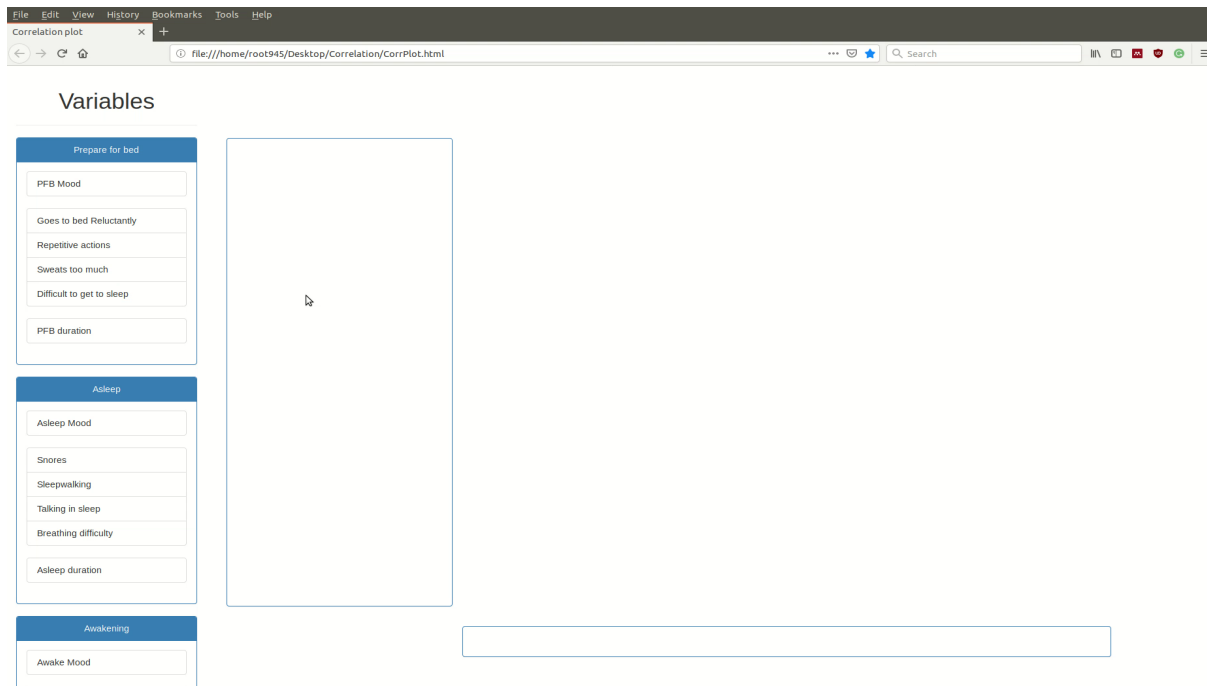 File Edit View History Bookmarks Tools Help
Correlation plot × +
file:///home/root945/Desktop/Correlation/CorrPlot.html
Search
Variables
Prepare for bed
PFB Mood
Goes to bed Reluctantly
Repetitive actions
Sweats too much
Difficult to get to sleep
PFB duration
Asleep
Asleep Mood
Snores
Sleepwalking
Talking in sleep
Breathing difficulty
Asleep duration
Awakening
Awake Mood